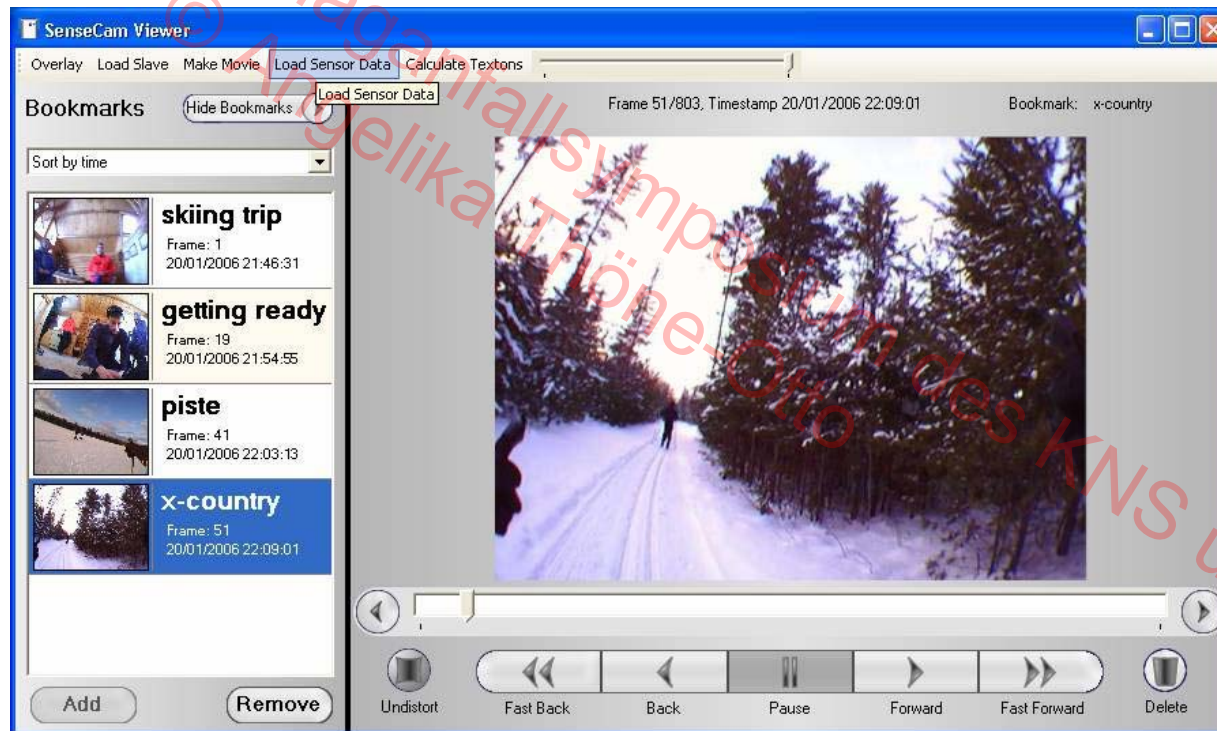 SenseCam Viewer
Overlay Load Slave Make Movie Load Sensor Data Calculate Textons
Load Sensor Data
Bookmarks
Hide Bookmarks
Frame 51/803, Timestamp 20/01/2006 22:09:01
Bookmark: x-country
Sort by time
skiing trip
Frame: 1
20/01/2006 21:46:31
getting ready
Frame: 19
20/01/2006 21:54:55
piste
Frame: 41
20/01/2006 22:03:13
x-country
Frame: 51
20/01/2006 22:09:01
Add
Remove
Undistort
Fast Back
Back
Pause
Forward
Fast Forward
Delete
©
Angelika Thöne-Otto
symposium des KNS